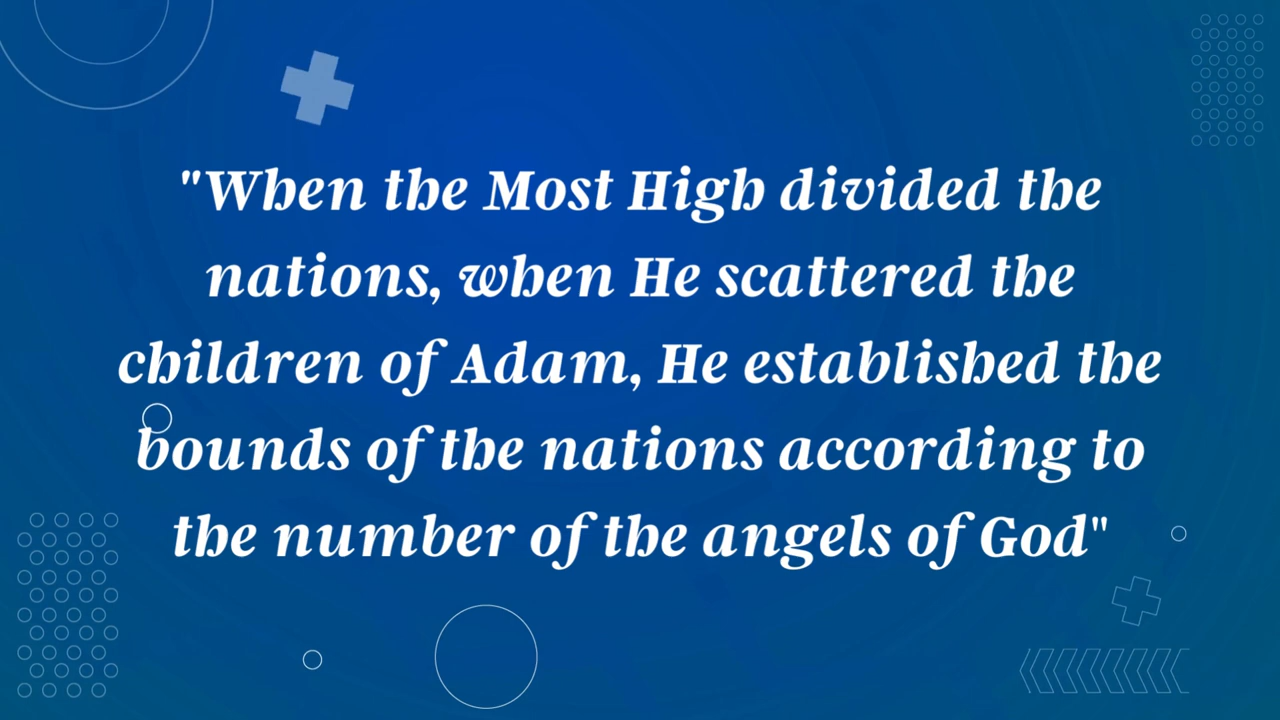 "When the Most High divided the
nations, when He scattered the
children of Adam, He established the
bounds of the nations according to
the number of the angels of God"